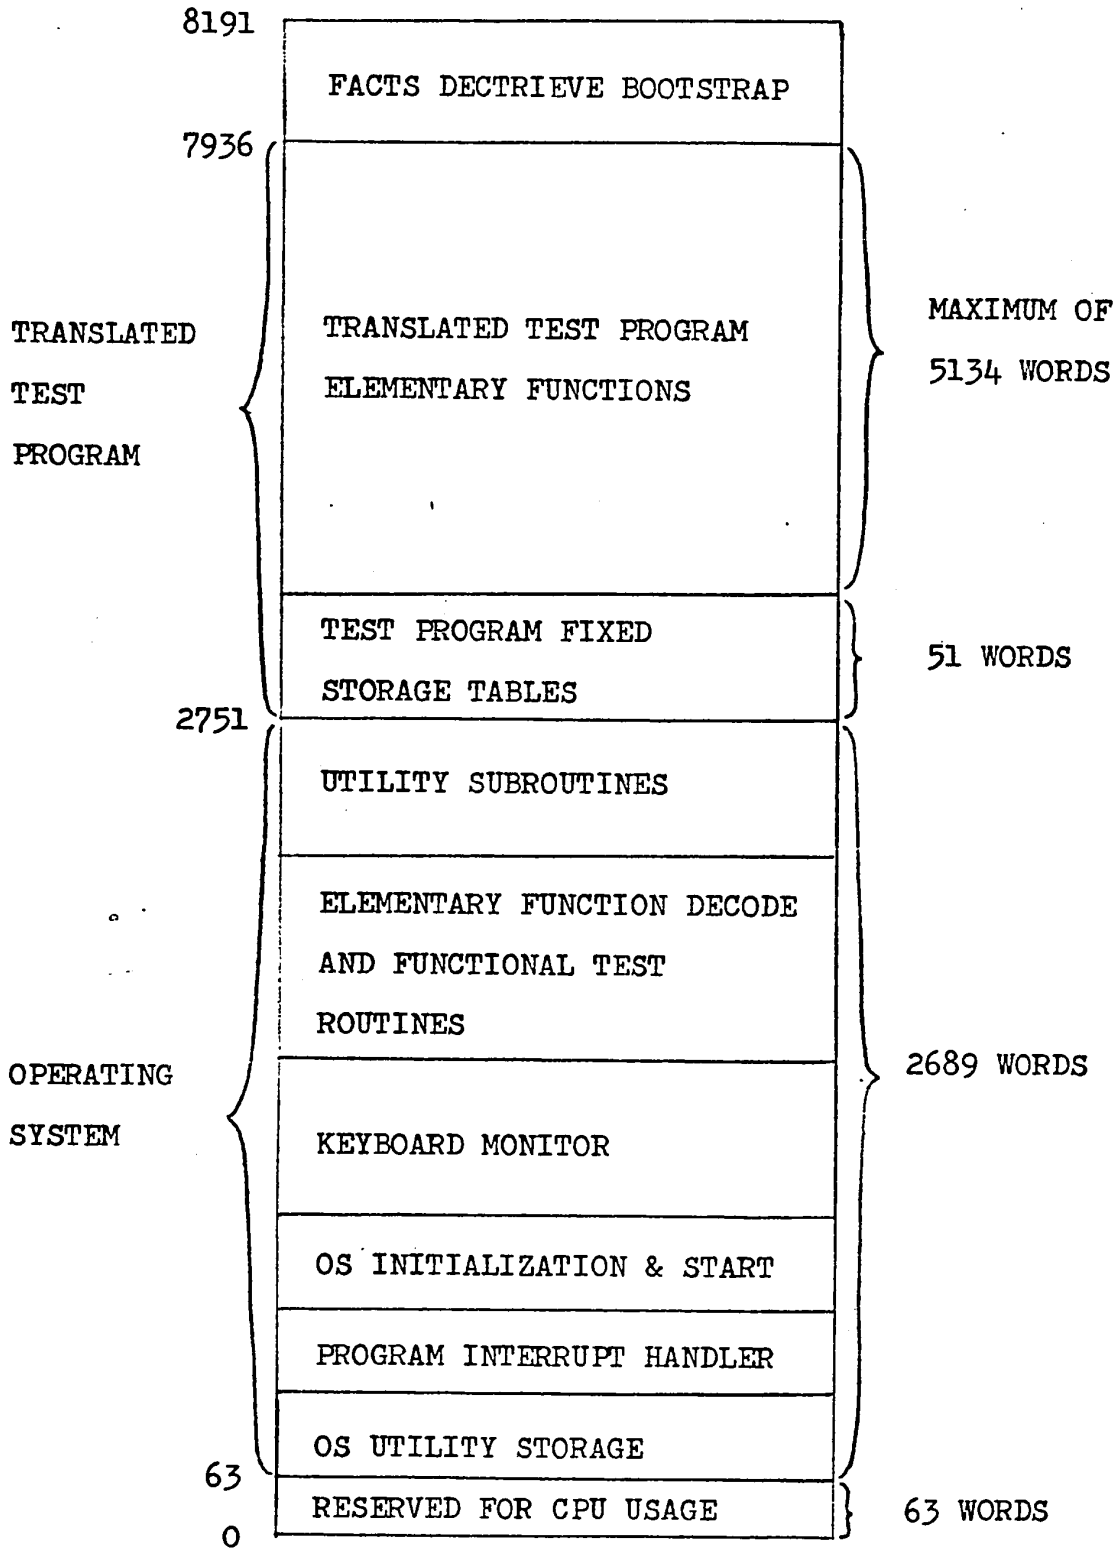 8191
FACTS DECTRIEVE BOOTSTRAP
7936
TRANSLATED
TEST
PROGRAM
TRANSLATED TEST PROGRAM
ELEMENTARY FUNCTIONS
MAXIMUM OF
5134 WORDS
TEST PROGRAM FIXED
STORAGE TABLES
51 WORDS
2751
UTILITY SUBROUTINES
ELEMENTARY FUNCTION DECODE
AND FUNCTIONAL TEST
ROUTINES
OPERATING
SYSTEM
2689 WORDS
KEYBOARD MONITOR
OS INITIALIZATION & START
PROGRAM INTERRUPT HANDLER
OS UTILITY STORAGE
63
RESERVED FOR CPU USAGE
63 WORDS
0